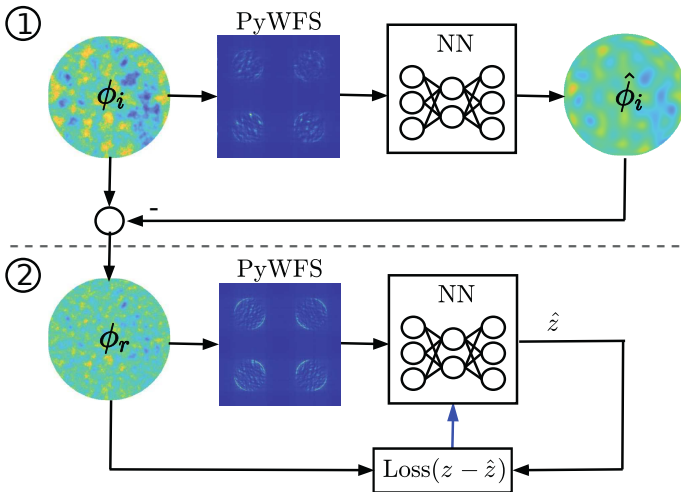 ①
PyWFS
NN
ϕᵢ
ϕ̂ᵢ
-
②
PyWFS
NN
ẑ
ϕᵣ
Loss(z − ẑ)